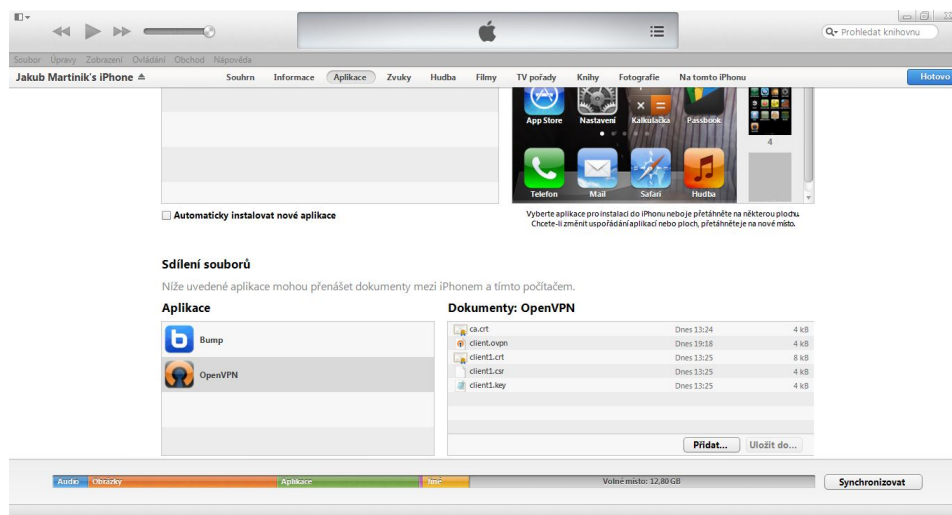 Prohledat knihovnu
Soubor Úpravy Zobrazení Ovládání Obchod Nápověda
Jakub Martinik's iPhone
Souhrn Informace Aplikace Zvuky Hudba Filmy TV pořady Knihy Fotografie Na tomto iPhonu
Hotovo
App Store Nastavení Kalkulačka Passbook
4
Telefon Mail Safari Hudba
Automaticky instalovat nové aplikace
Vyberte aplikace pro instalaci do iPhonu nebo je přetáhněte na některou plochu.
Chcete-li změnit uspořádání aplikací nebo ploch, přetáhněte je na nové místo.
Sdílení souborů
Níže uvedené aplikace mohou přenášet dokumenty mezi iPhonem a tímto počítačem.
Aplikace
Bump
OpenVPN
Dokumenty: OpenVPN
ca.crt Dnes 13:24 4 kB
client.ovpn Dnes 19:18 4 kB
client1.crt Dnes 13:25 8 kB
client1.csr Dnes 13:25 4 kB
client1.key Dnes 13:25 4 kB
Přidat... Uložit do...
Audio Obrázky Aplikace Jiné Volné místo: 12,80 GB
Synchronizovat